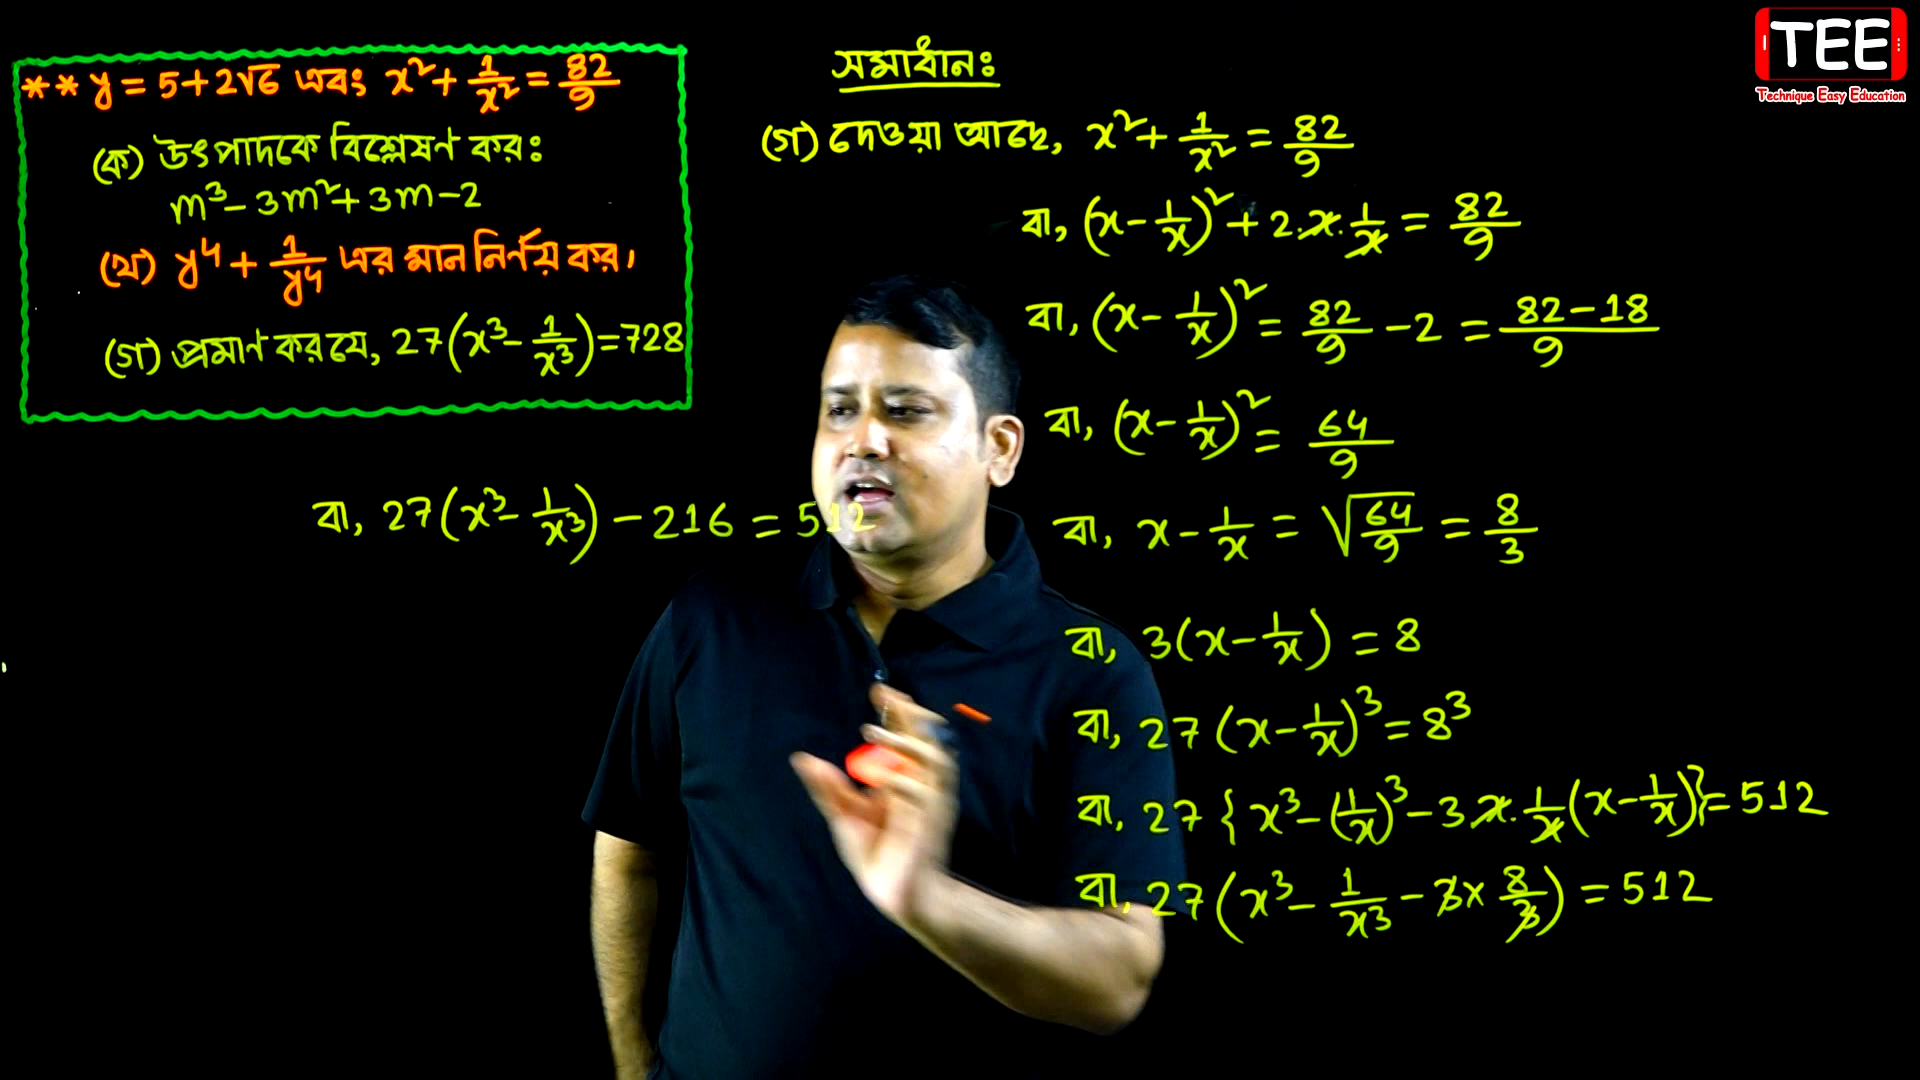 ** y = 5+2√6 এবং x² + 1/x² = 82/9
(ক) উৎপাদকে বিশ্লেষণ কর:
m³ - 3m² + 3m - 2
(খ) y⁴ + 1/y⁴ এর মান নির্ণয় কর।
(গ) প্রমাণ কর যে, 27(x³ - 1/x³) = 728
বা, 27(x³ - 1/x³) - 216 = 512
সমাধান:
(গ) দেওয়া আছে, x² + 1/x² = 82/9
বা, (x - 1/x)² + 2.x.1/x = 82/9
বা, (x - 1/x)² = 82/9 - 2 = (82-18)/9
বা, (x - 1/x)² = 64/9
বা, x - 1/x = √(64/9) = 8/3
বা, 3(x - 1/x) = 8
বা, 27(x - 1/x)³ = 8³
বা, 27{x³ - (1/x)³ - 3x.1/x(x - 1/x)} = 512
বা, 27(x³ - 1/x³ - 3 × 8/3) = 512
TEE
Technique Easy Education